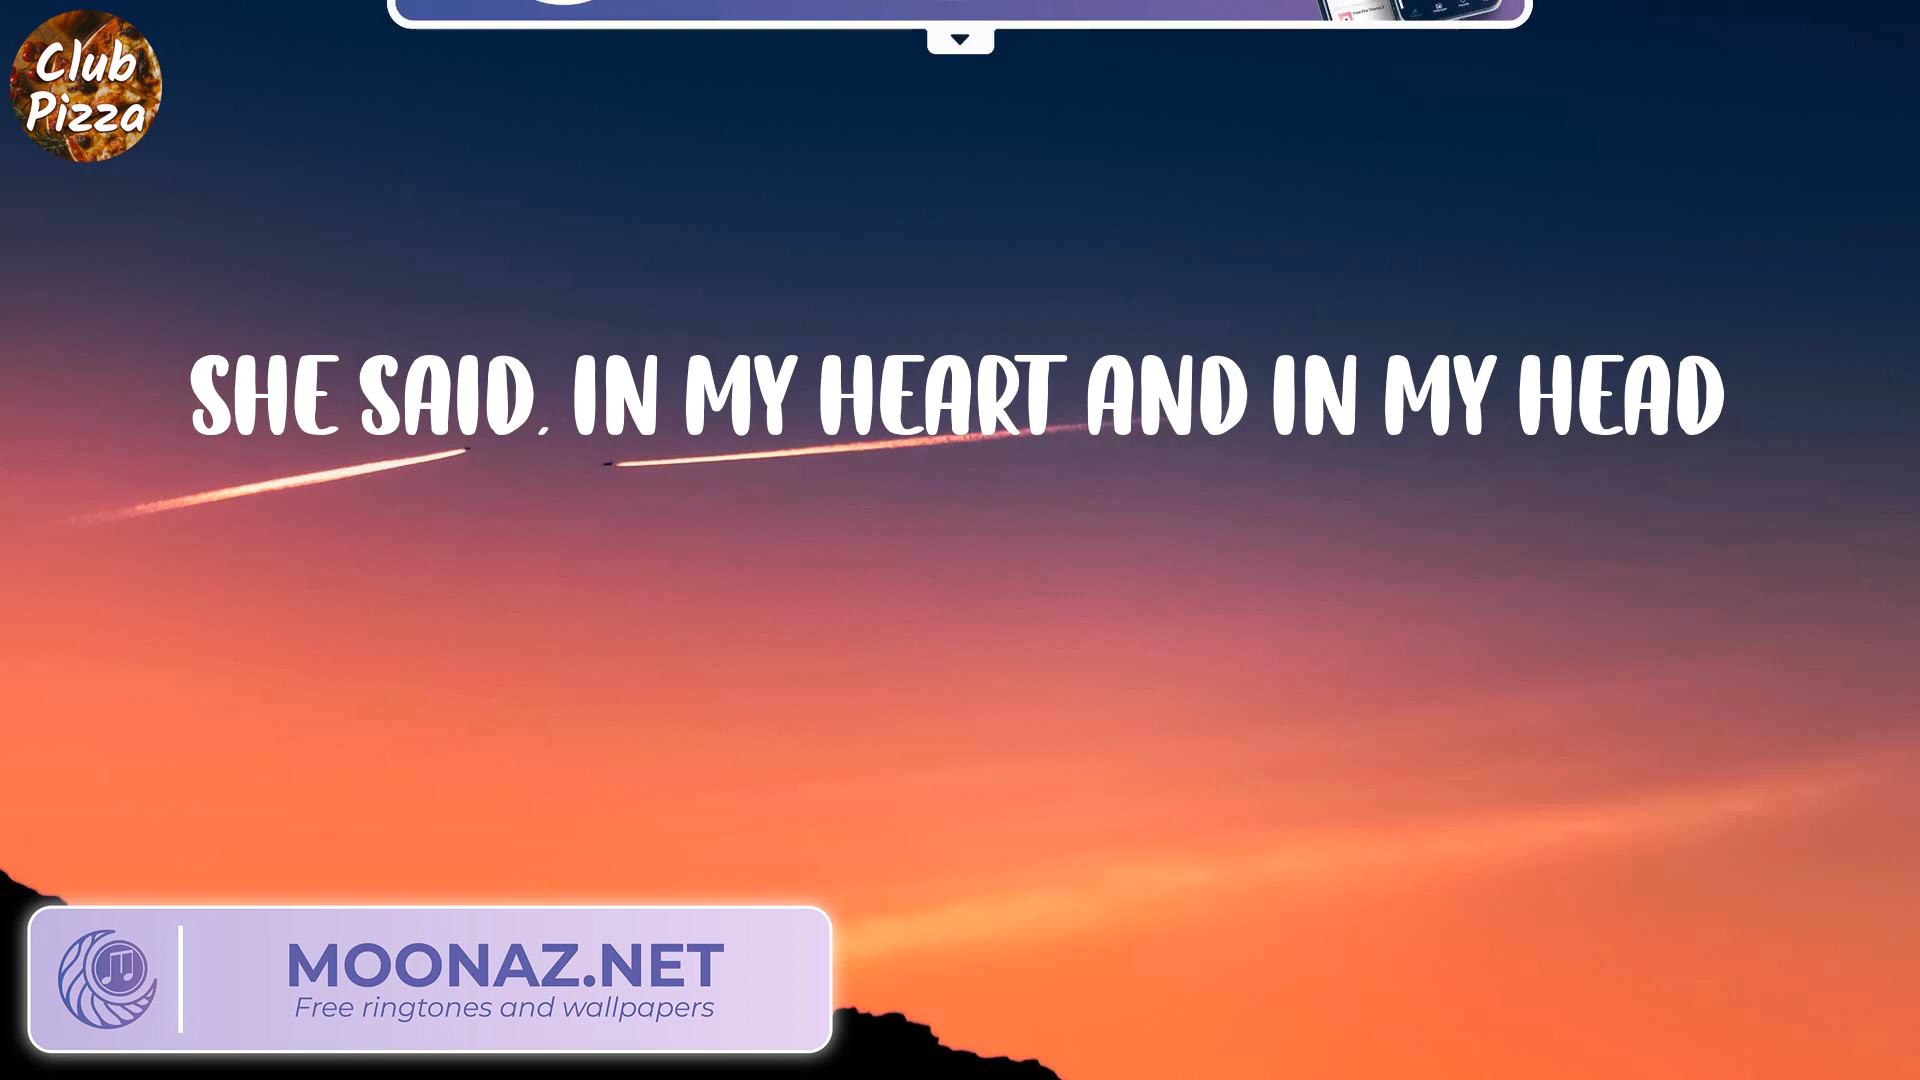 Club
Pizza
SHE SAID, IN MY HEART AND IN MY HEAD
MOONAZ.NET
Free ringtones and wallpapers